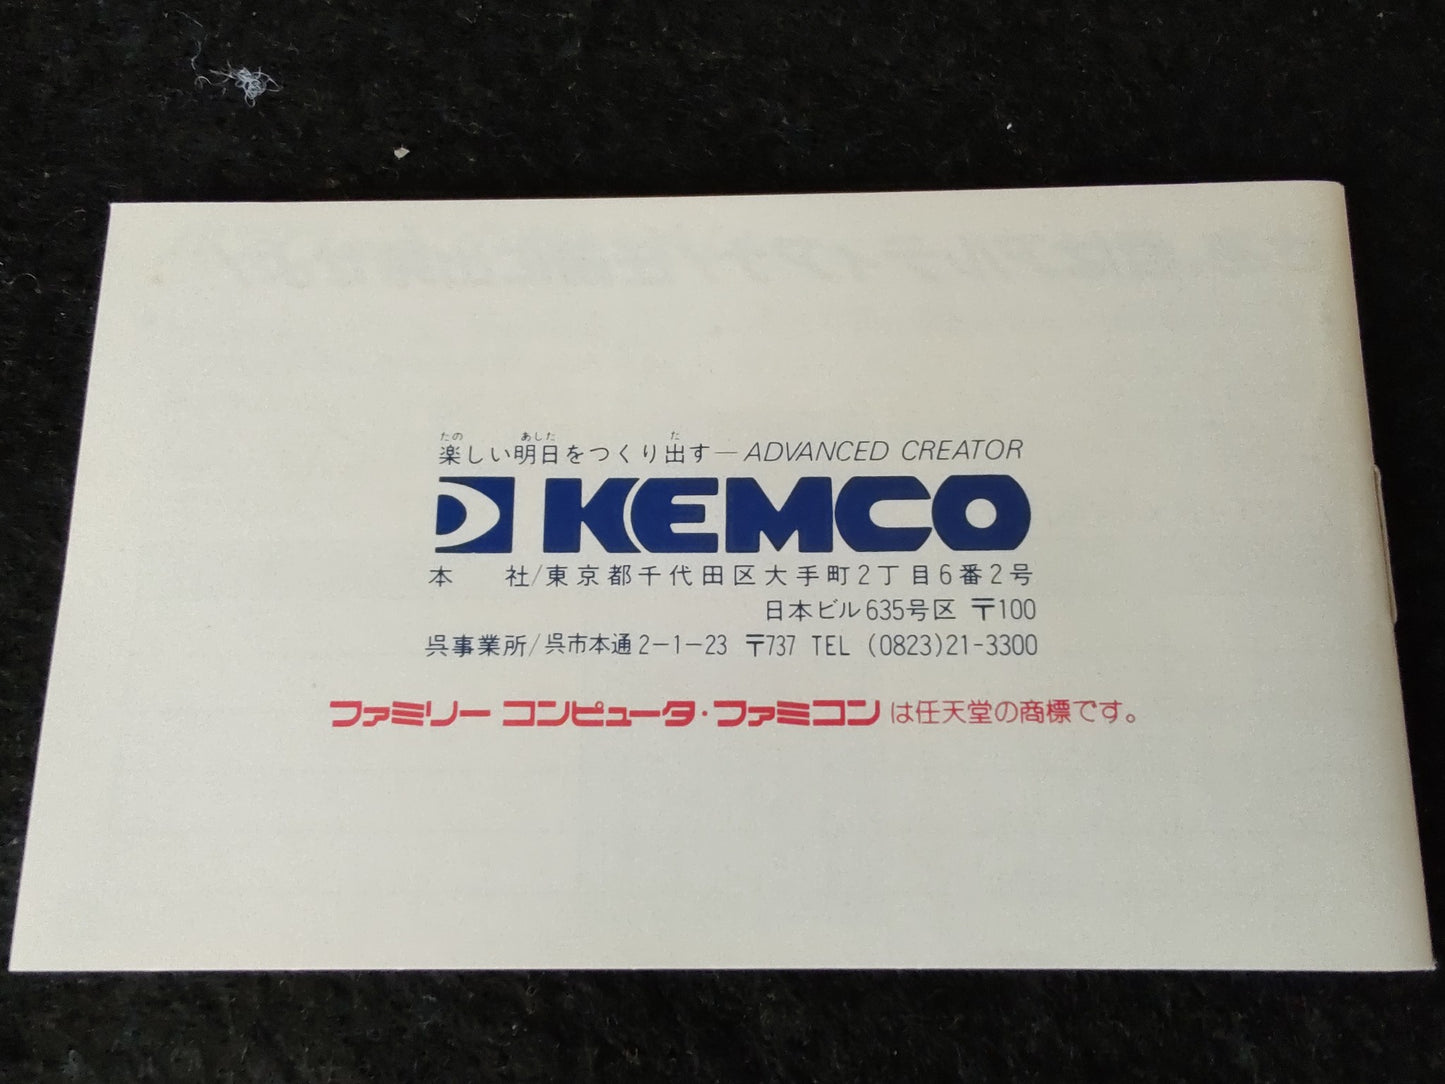 楽しい明日をつくり出す—ADVANCED CREATOR
KEMCO
本 社/東京都千代田区大手町2丁目6番2号
日本ビル635号区 〒100
呉事業所/呉市本通2-1-23 〒737 TEL (0823)21-3300
ファミリー コンピュータ・ファミコンは任天堂の商標です。